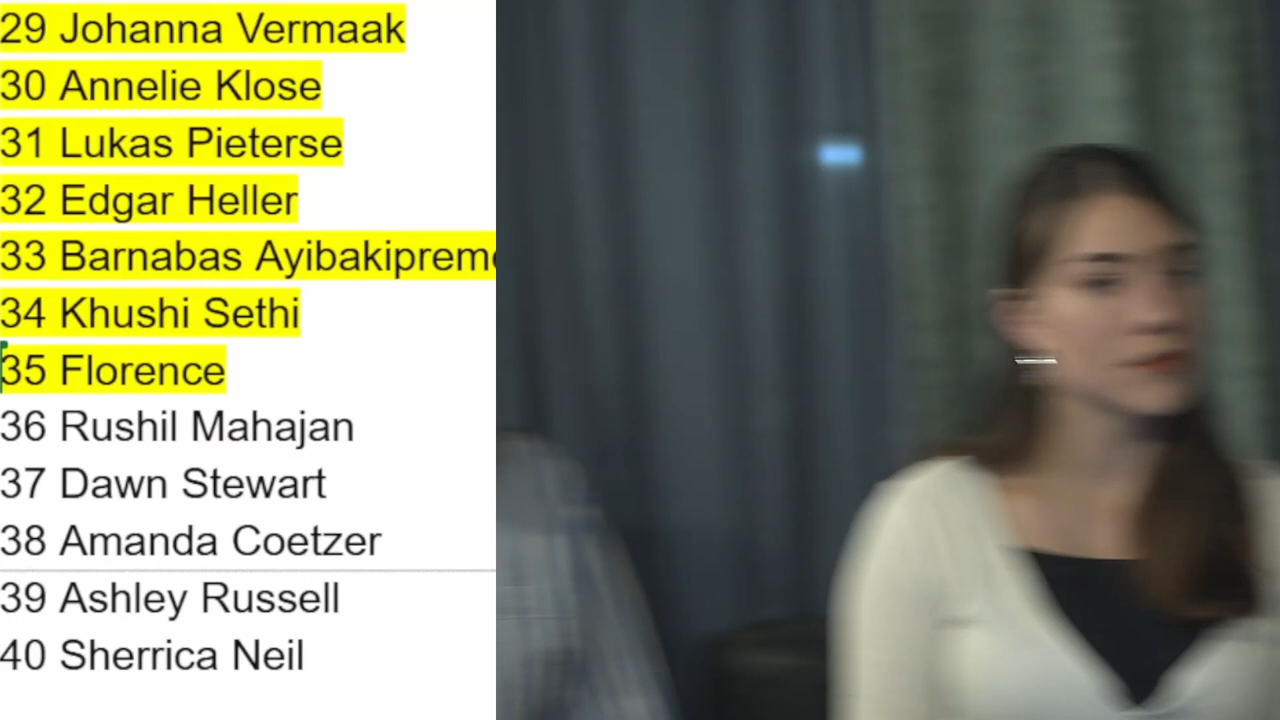 29 Johanna Vermaak
30 Annelie Klose
31 Lukas Pieterse
32 Edgar Heller
33 Barnabas
34 Khushi Sethi
35 Florence
36 Rushil Mahajan
37 Dawn Stewart
38 Amanda Coetzer
39 Ashley Russell
40 Sherrica Neil